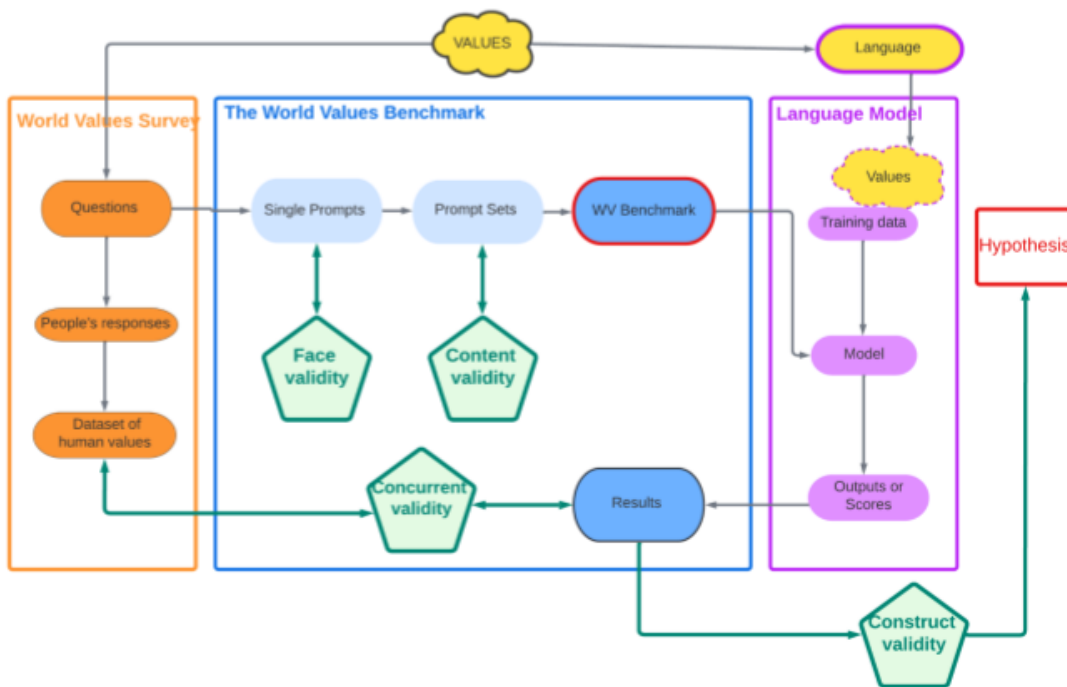 VALUES
Language
World Values Survey
The World Values Benchmark
Language Model
Values
Questions
Single Prompts
Prompt Sets
WV Benchmark
Training data
Hypothesis
People's responses
Face
validity
Content
validity
Model
Dataset of
human values
Concurrent
validity
Results
Outputs or
Scores
Construct
validity